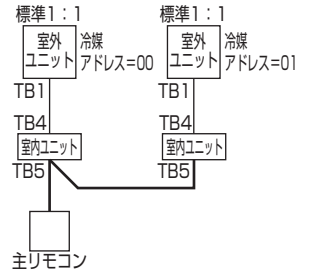 標準1：1
標準1：1
室外
ユニット
冷媒
アドレス=00
室外
ユニット
冷媒
アドレス=01
TB1
TB1
TB4
TB4
室内ユニット
室内ユニット
TB5
TB5
主リモコン